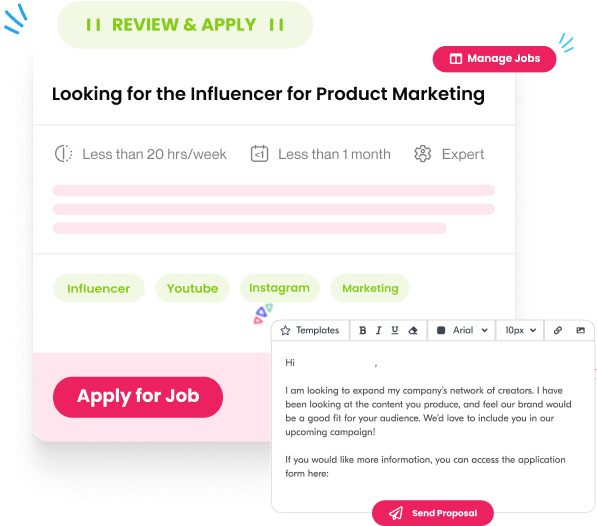 REVIEW & APPLY
Manage Jobs
Looking for the Influencer for Product Marketing
Less than 20 hrs/week
<1
Less than 1 month
Expert
Influencer
Youtube
Instagram
Marketing
Apply for Job
Templates
B I U
Arial
10px
Hi ,
I am looking to expand my company's network of creators. I have
been looking at the content you produce, and feel our brand would
be a good fit for your audience. We'd love to include you in our
upcoming campaign!
If you would like more information, you can access the application
form here:
Send Proposal